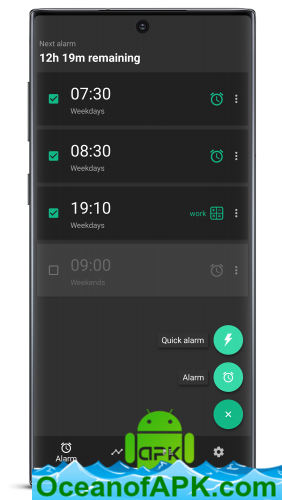 Next alarm
12h 19m remaining
07:30
Weekdays
08:30
Weekdays
19:10
work
Weekdays
09:00
Weekends
Quick alarm
Alarm
Alarm
apk
OceanofAPK.com